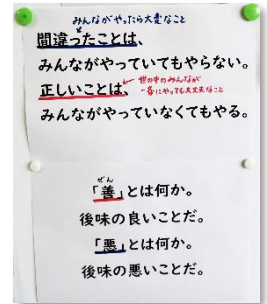 みんながやったら大変なこと
間違ったことは、
みんながやっていてもやらない。
正しいことは、
世の中のみんなが
一斉にやっても大丈夫なこと
みんながやっていなくてもやる。
ぜん
「善」とは何か。
後味の良いことだ。
「悪」とは何か。
後味の悪いことだ。